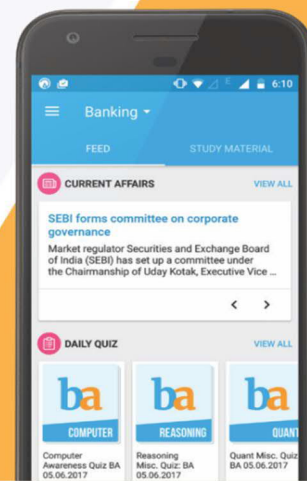 6:10
Banking
FEED STUDY MATERIAL
CURRENT AFFAIRS VIEW ALL
SEBI forms committee on corporate
governance
Market regulator Securities and Exchange Board
of India (SEBI) has set up a committee under
the Chairmanship of Uday Kotak, Executive Vice ...
DAILY QUIZ VIEW ALL
ba ba ba
COMPUTER REASONING QUANT
Computer Reasoning Quant Misc. Quiz
Awareness Quiz BA Misc. Quiz: BA BA 05.06.2017
05.06.2017 05.06.2017